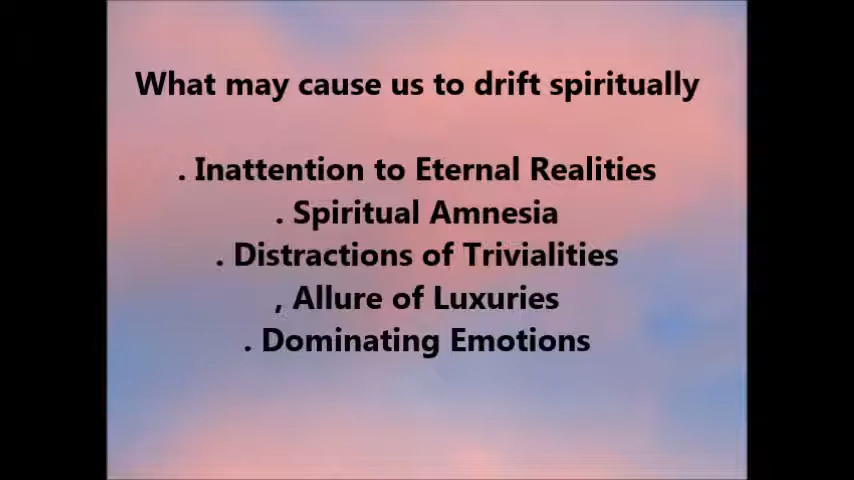 What may cause us to drift spiritually
. Inattention to Eternal Realities
. Spiritual Amnesia
. Distractions of Trivialities
, Allure of Luxuries
. Dominating Emotions